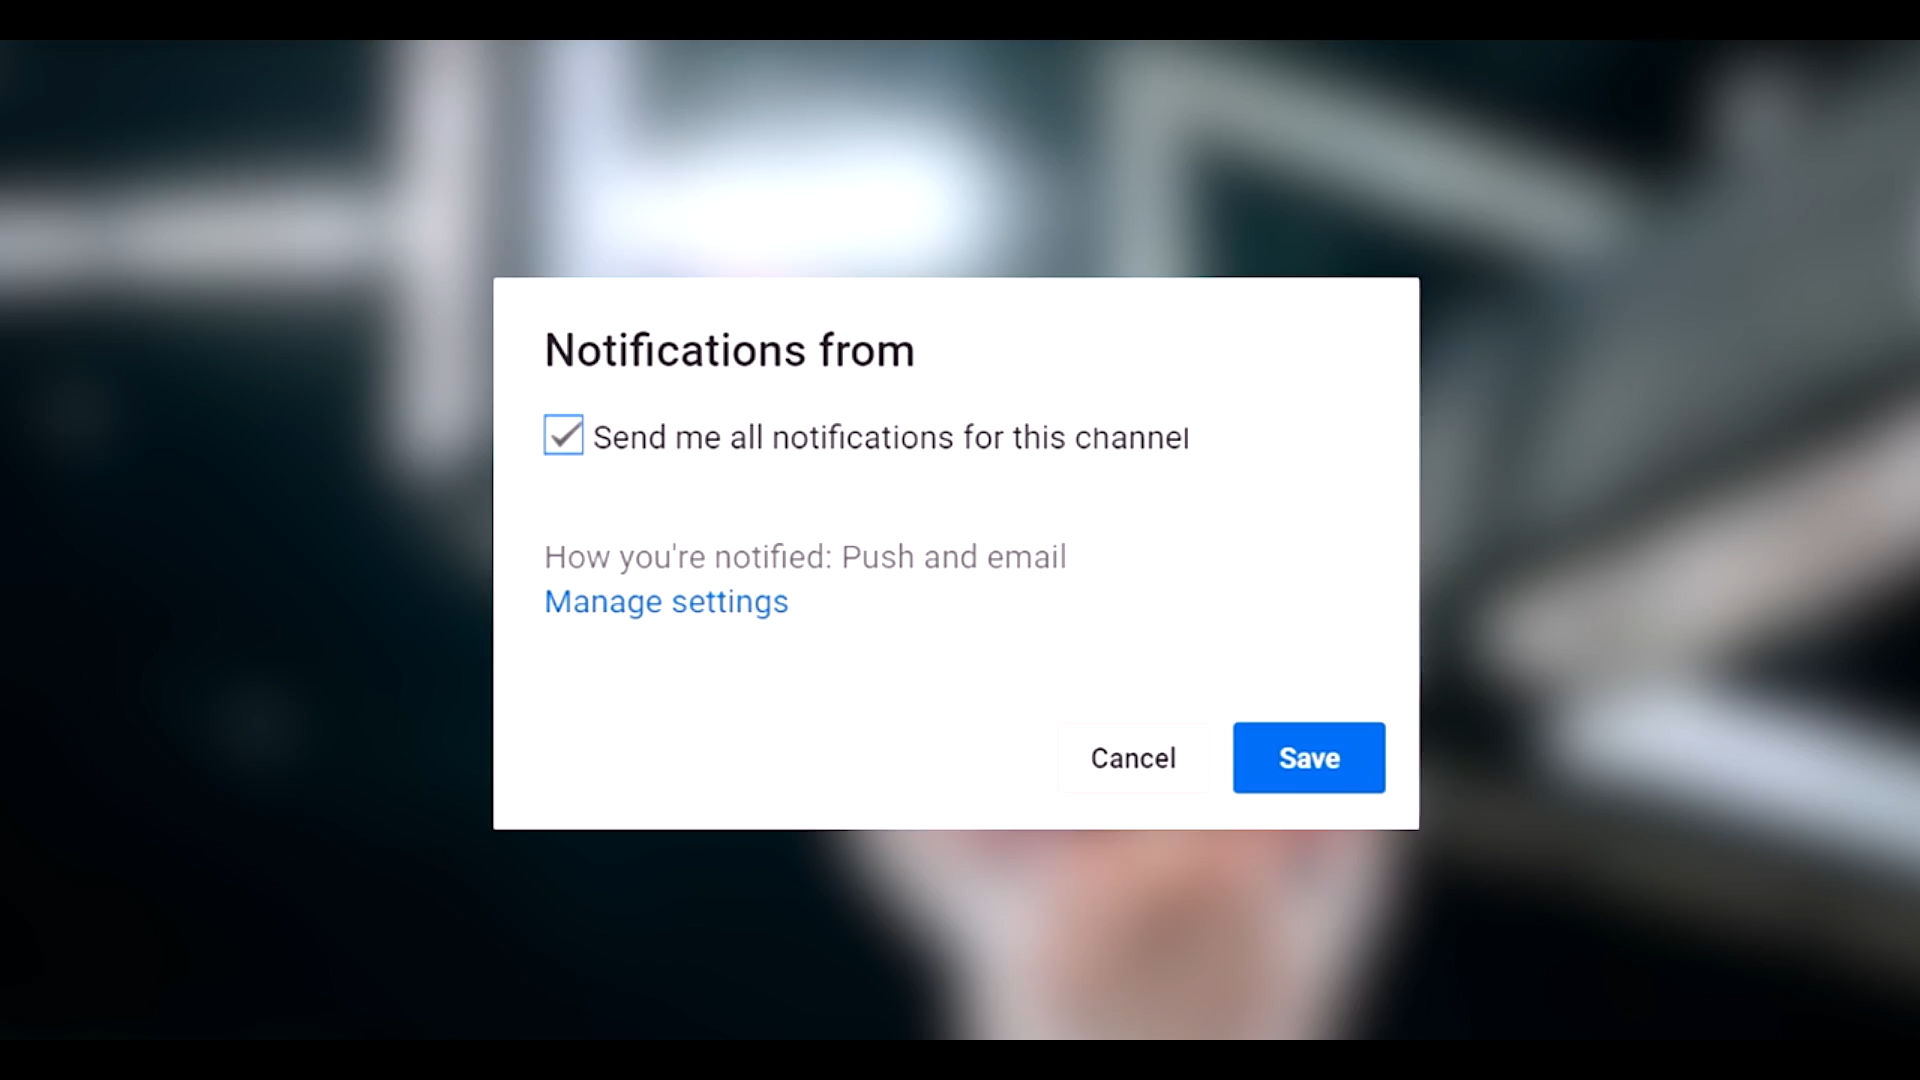 Notifications from
Send me all notifications for this channel
How you're notified: Push and email
Manage settings
Cancel
Save